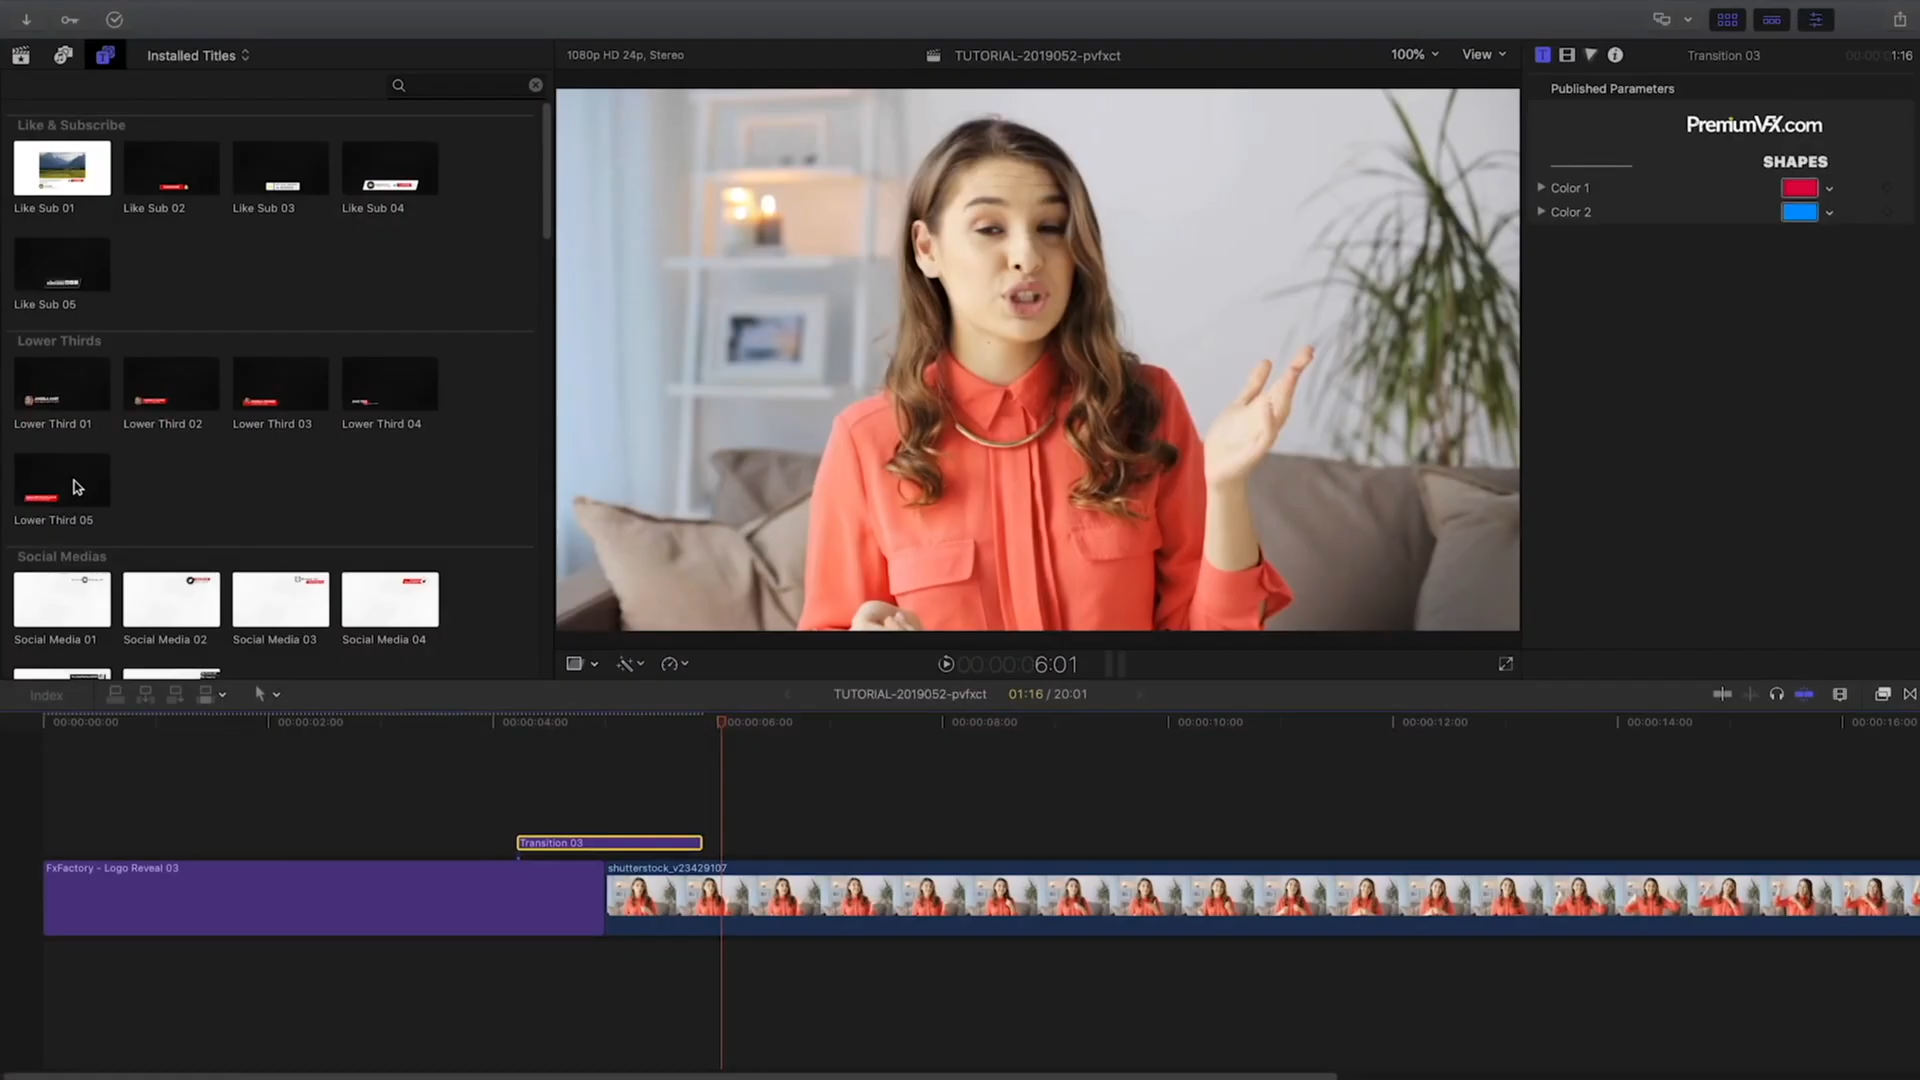 Installed Titles
1080p HD 24p, Stereo
TUTORIAL-2019052-pvfxct
100%
View
Transition 03
00:00:01:16
Published Parameters
PremiumVFX.com
SHAPES
Color 1
Color 2
Like & Subscribe
Like Sub 01
Like Sub 02
Like Sub 03
Like Sub 04
Like Sub 05
Lower Thirds
Lower Third 01
Lower Third 02
Lower Third 03
Lower Third 04
Lower Third 05
Social Medias
Social Media 01
Social Media 02
Social Media 03
Social Media 04
00:00:06:01
Index
TUTORIAL-2019052-pvfxct
01:16 / 20:01
00:00:00:00
00:00:02:00
00:00:04:00
00:00:06:00
00:00:08:00
00:00:10:00
00:00:12:00
00:00:14:00
00:00:16:00
Transition 03
FxFactory - Logo Reveal 03
shutterstock_v23429107